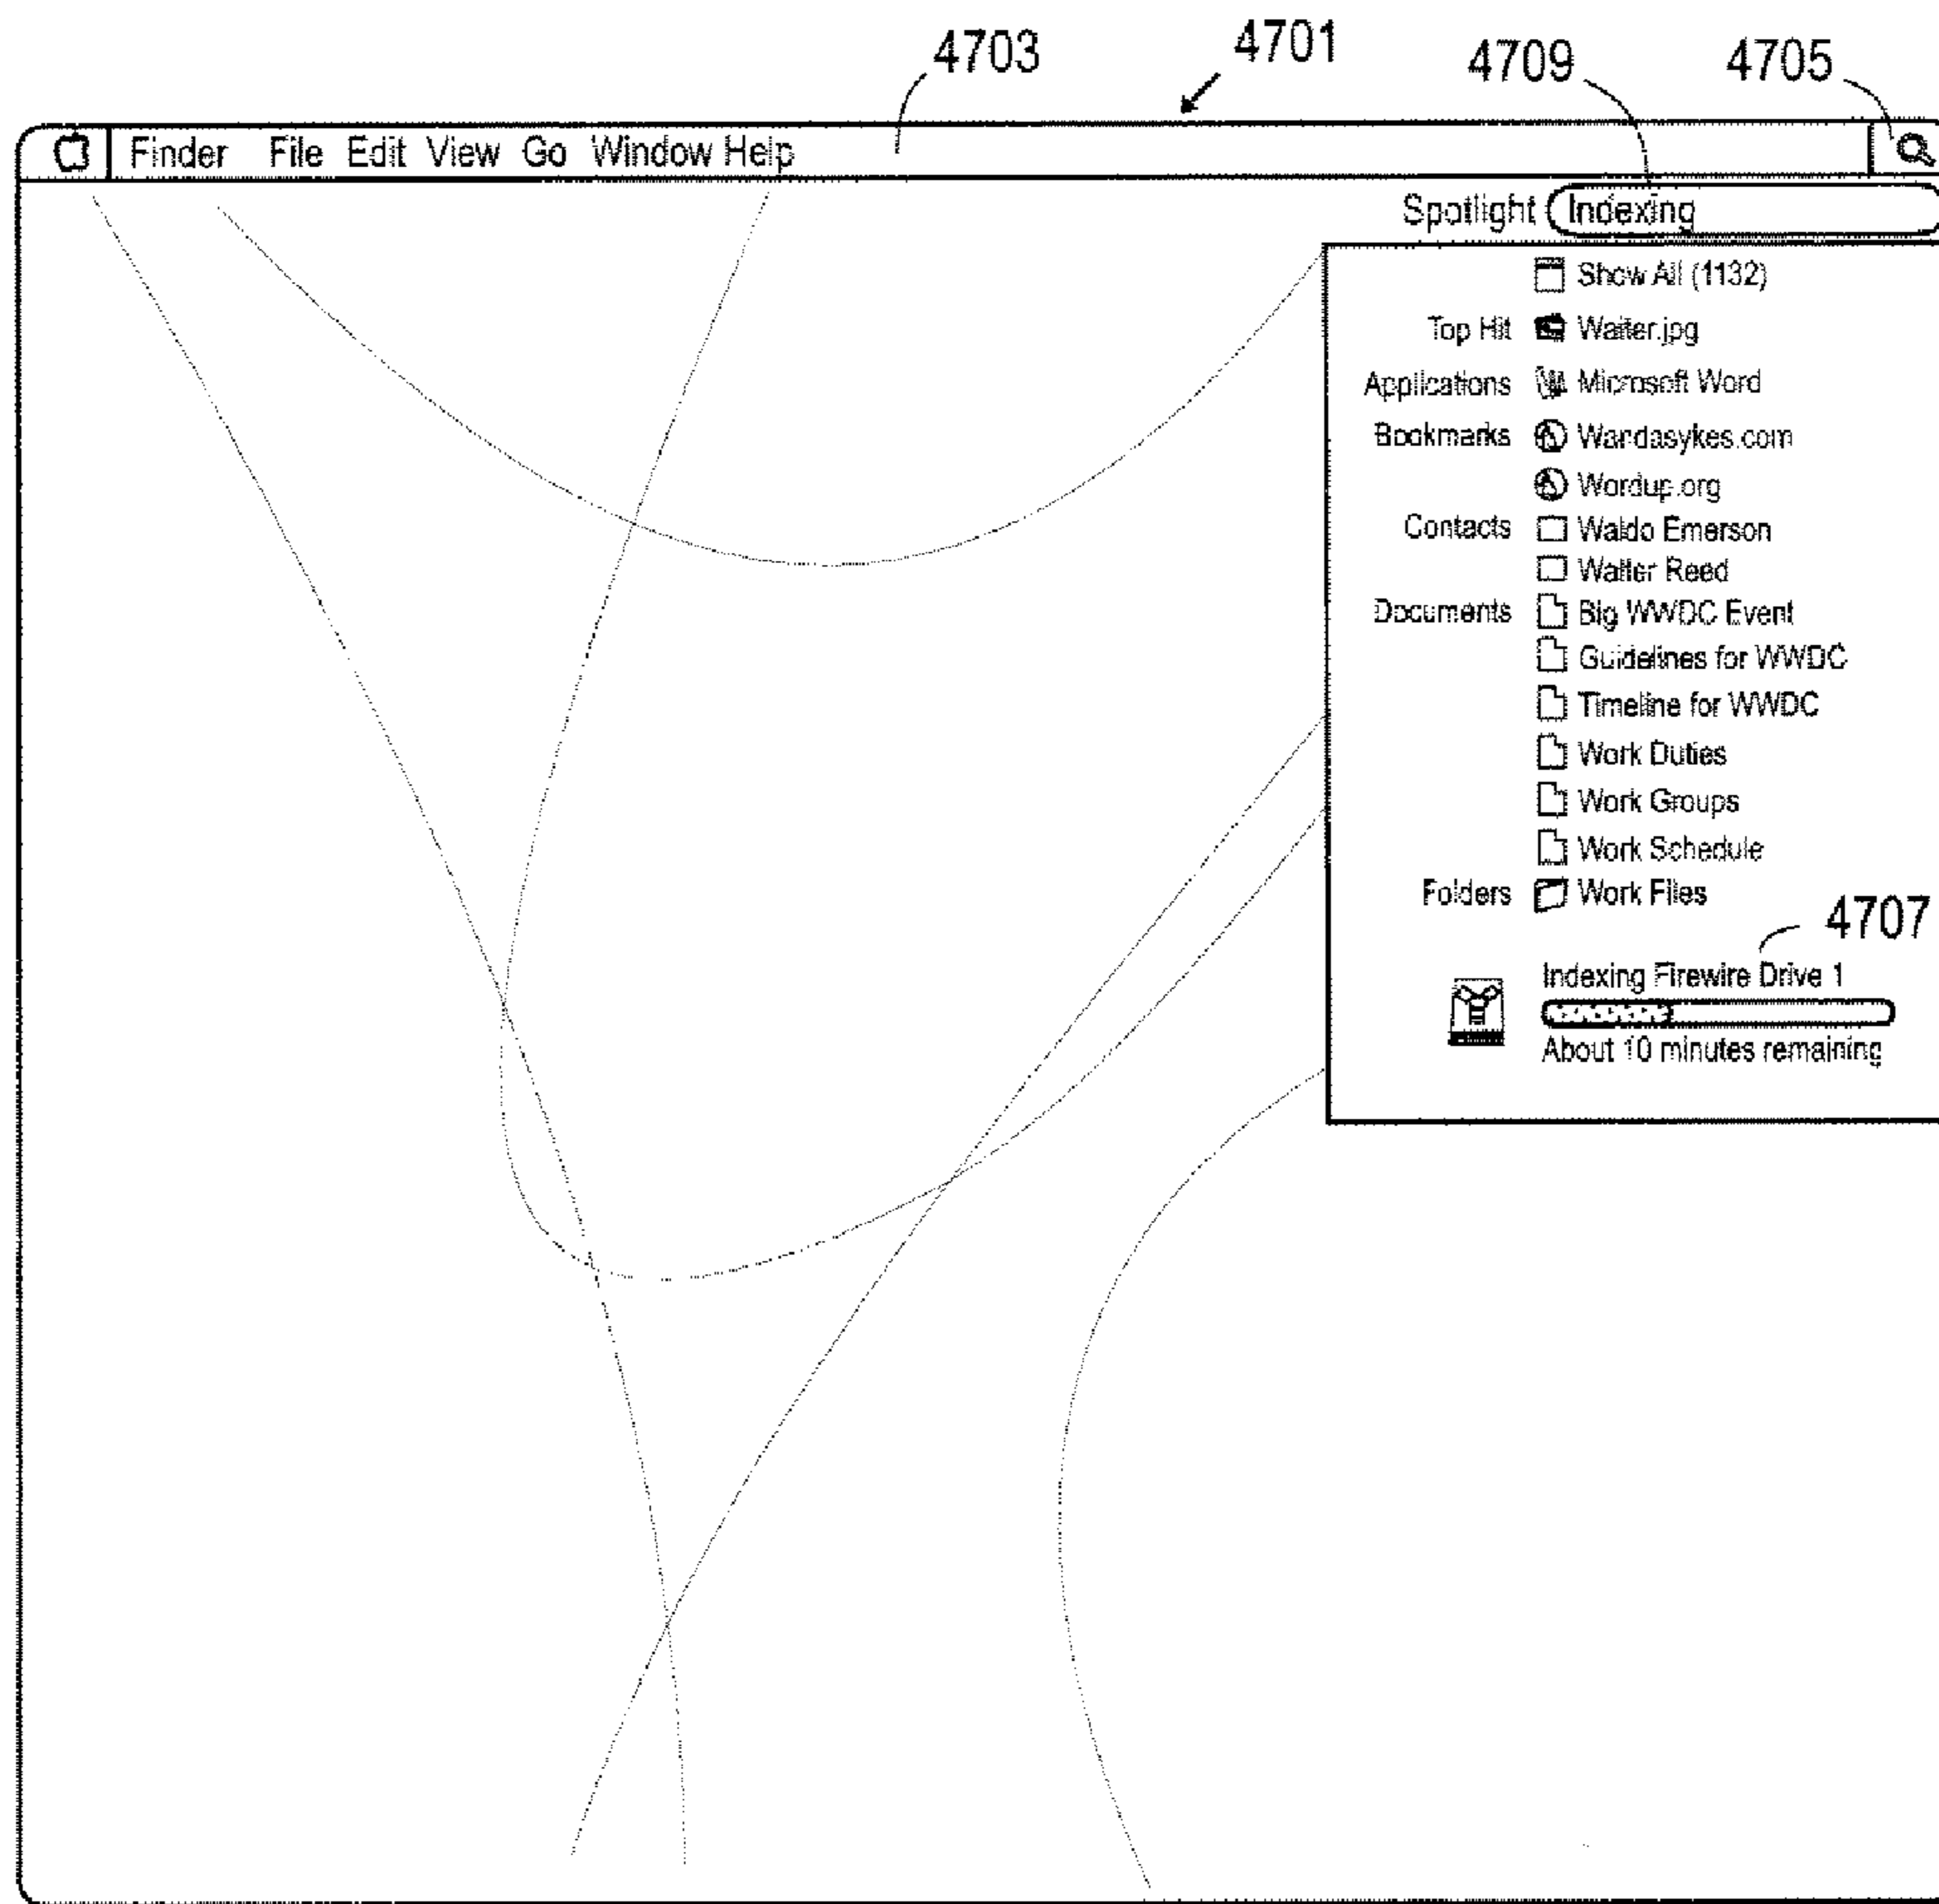 4703 4701 4709 4705
Finder File Edit View Go Window Help
Spotlight Indexing
Show All (1132)
Top Hit Waiter.jpg
Applications Microsoft Word
Bookmarks Wandasykes.com
Wordup.org
Contacts Waldo Emerson
Walter Reed
Documents Big WWDC Event
Guidelines for WWDC
Timeline for WWDC
Work Duties
Work Groups
Work Schedule
Folders Work Files
4707
Indexing Firewire Drive 1
About 10 minutes remaining